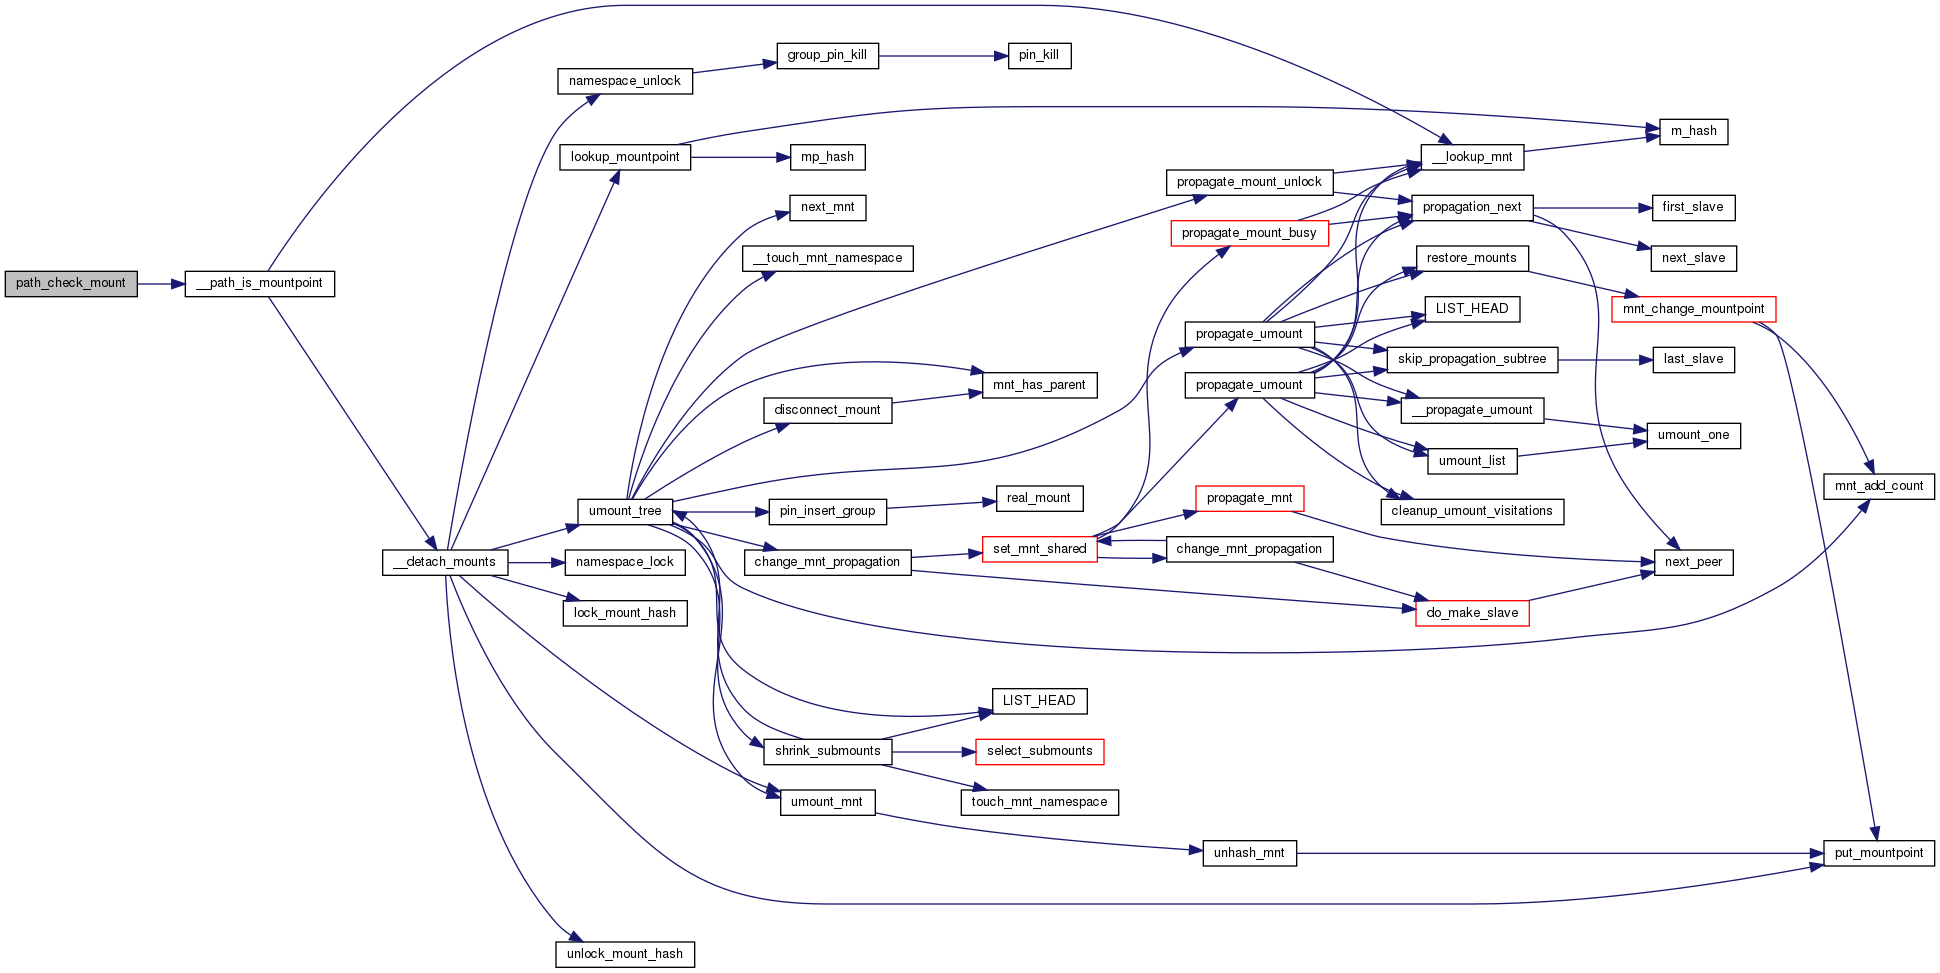 path_check_mount
__path_is_mountpoint
__detach_mounts
namespace_unlock
lookup_mountpoint
umount_tree
namespace_lock
lock_mount_hash
unlock_mount_hash
group_pin_kill
mp_hash
next_mnt
__touch_mnt_namespace
disconnect_mount
pin_insert_group
change_mnt_propagation
shrink_submounts
umount_mnt
pin_kill
mnt_has_parent
real_mount
set_mnt_shared
LIST_HEAD
select_submounts
touch_mnt_namespace
propagate_mount_unlock
propagate_mount_busy
propagate_umount
propagate_umount
propagate_mnt
change_mnt_propagation
unhash_mnt
__lookup_mnt
propagation_next
restore_mounts
LIST_HEAD
skip_propagation_subtree
__propagate_umount
umount_list
cleanup_umount_visitations
do_make_slave
m_hash
first_slave
next_slave
mnt_change_mountpoint
last_slave
umount_one
next_peer
mnt_add_count
put_mountpoint